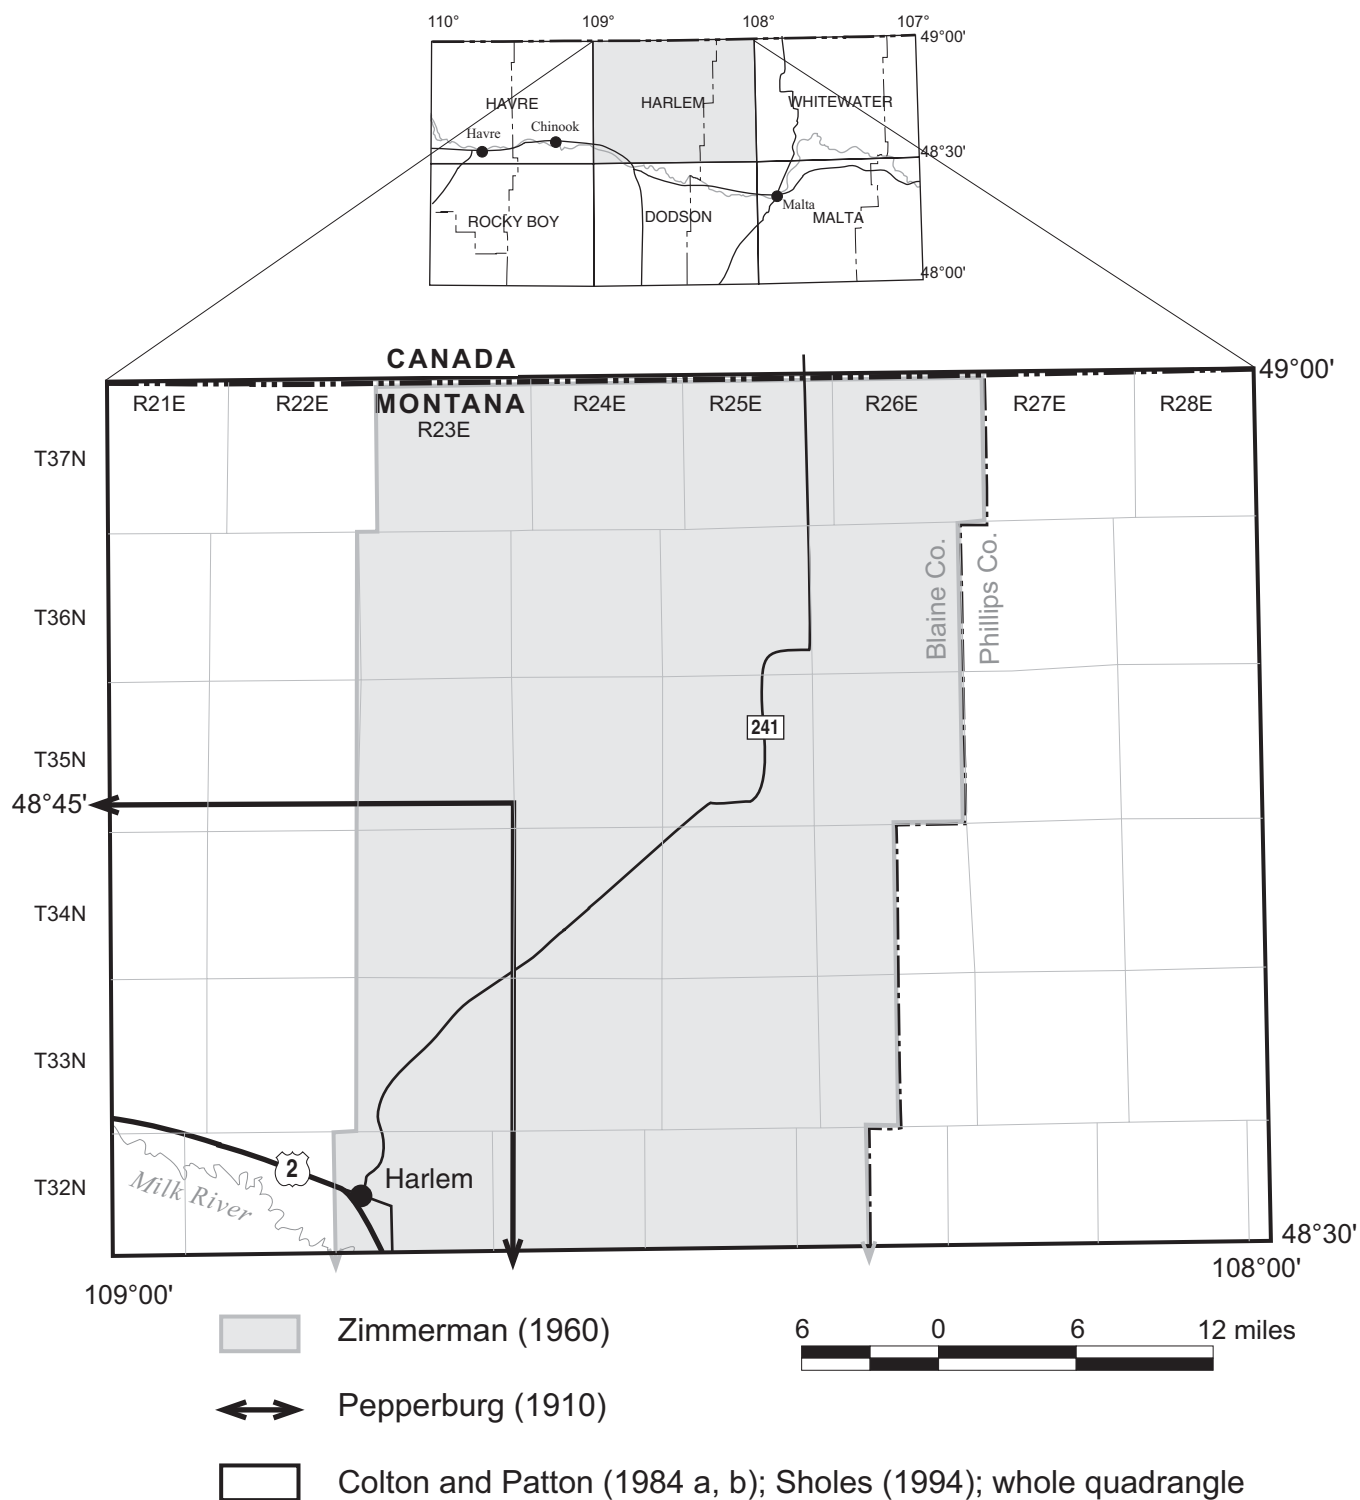 110° 109° 108° 107°
49°00'
HAVRE HARLEM WHITEWATER
Havre Chinook
48°30'
Malta
ROCKY BOY DODSON MALTA
48°00'
CANADA
49°00'
MONTANA
R21E R22E R23E R24E R25E R26E R27E R28E
T37N
Blaine Co.
Phillips Co.
T36N
241
T35N
48°45'
T34N
T33N
2
Harlem
T32N
Milk River
48°30'
108°00'
109°00'
Zimmerman (1960)
6 0 6 12 miles
Pepperburg (1910)
Colton and Patton (1984 a, b); Sholes (1994); whole quadrangle